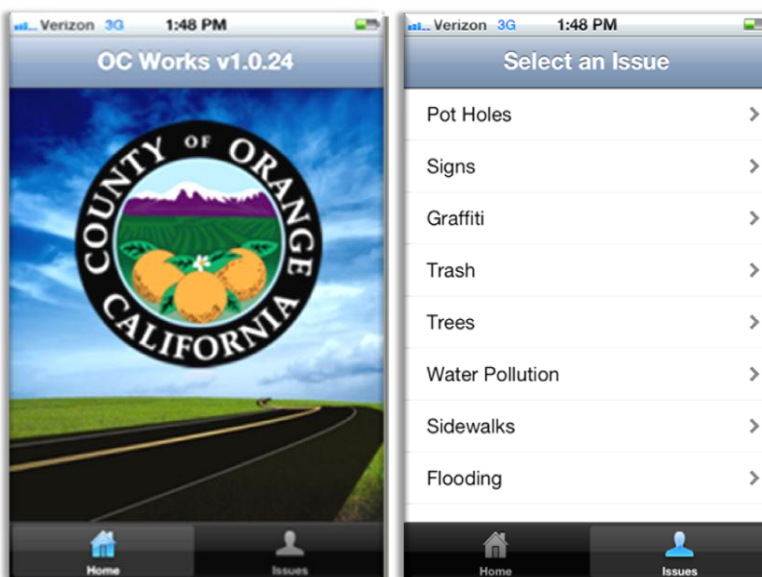 Verizon 3G 1:48 PM
OC Works v1.0.24
COUNTY OF ORANGE
CALIFORNIA
Home Issues
Verizon 3G 1:48 PM
Select an Issue
Pot Holes
Signs
Graffiti
Trash
Trees
Water Pollution
Sidewalks
Flooding
Home Issues